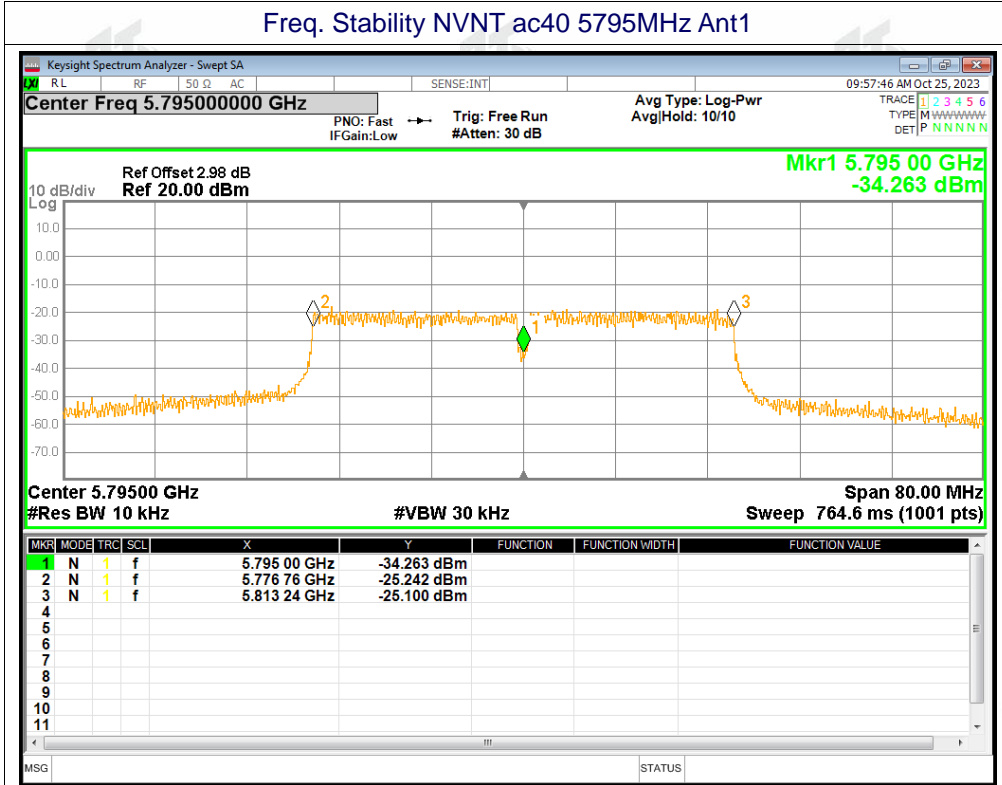 Freq. Stability NVNT ac40 5795MHz Ant1
Keysight Spectrum Analyzer - Swept SA
LXI RL RF 50 Ω AC SENSE:INT 09:57:46 AM Oct 25, 2023
Center Freq 5.795000000 GHz
PNO: Fast
IFGain:Low
Trig: Free Run
#Atten: 30 dB
Avg Type: Log-Pwr
Avg|Hold: 10/10
TRACE 1 2 3 4 5 6
TYPE M WWWWW
DET P N N N N N
Mkr1 5.795 00 GHz
-34.263 dBm
Ref Offset 2.98 dB
10 dB/div Ref 20.00 dBm
Log
10.0
0.00
-10.0
-20.0
-30.0
-40.0
-50.0
-60.0
-70.0
2
1
3
Center 5.79500 GHz Span 80.00 MHz
#Res BW 10 kHz #VBW 30 kHz Sweep 764.6 ms (1001 pts)
MKR MODE TRC SCL X Y FUNCTION FUNCTION WIDTH FUNCTION VALUE
1 N 1 f 5.795 00 GHz -34.263 dBm
2 N 1 f 5.776 76 GHz -25.242 dBm
3 N 1 f 5.813 24 GHz -25.100 dBm
4
5
6
7
8
9
10
11
MSG STATUS